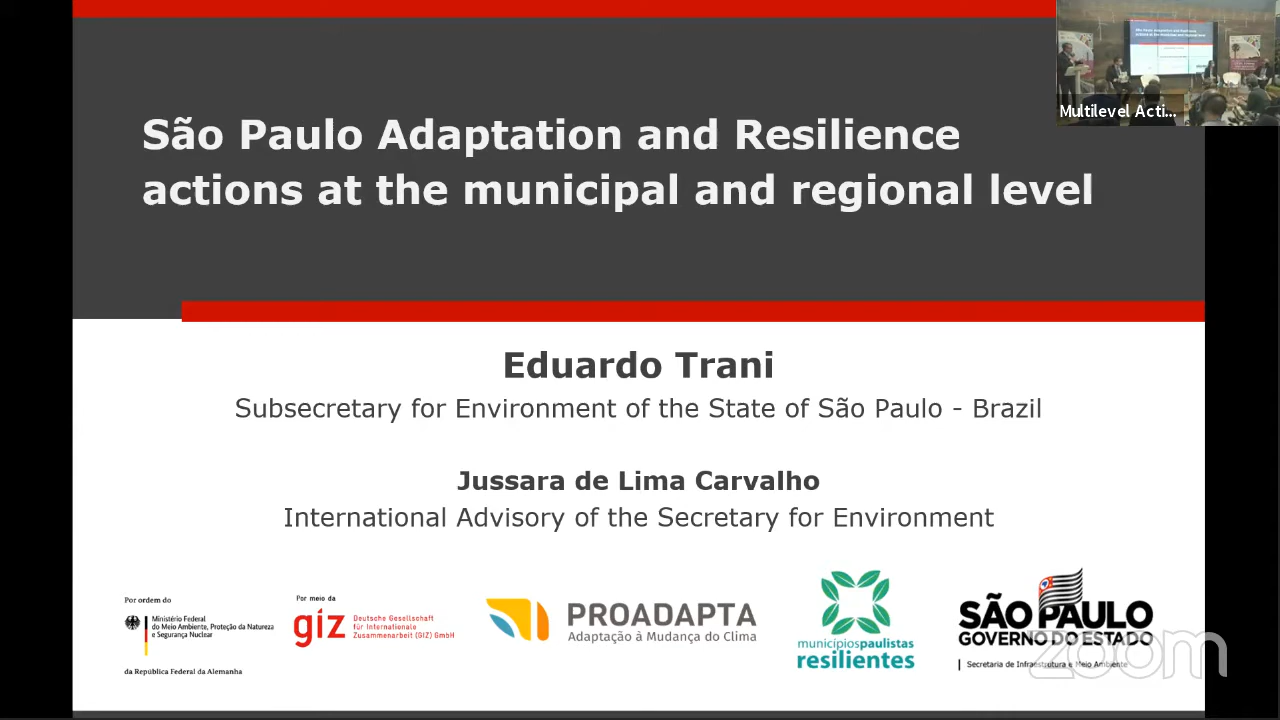 São Paulo Adaptation and Resilience
actions at the municipal and regional level
Multilevel Acti...
Eduardo Trani
Subsecretary for Environment of the State of São Paulo - Brazil
Jussara de Lima Carvalho
International Advisory of the Secretary for Environment
Por ordem do
Ministério Federal
do Meio Ambiente, Proteção da Natureza
e Segurança Nuclear
da República Federal da Alemanha
Por meio da
giz
Deutsche Gesellschaft
für Internationale
Zusammenarbeit (GIZ) GmbH
PROADAPTA
Adaptação à Mudança do Clima
municípiospaulistas
resilientes
SÃO PAULO
GOVERNO DO ESTADO
Secretaria de Infraestrutura e Meio Ambiente
zoom